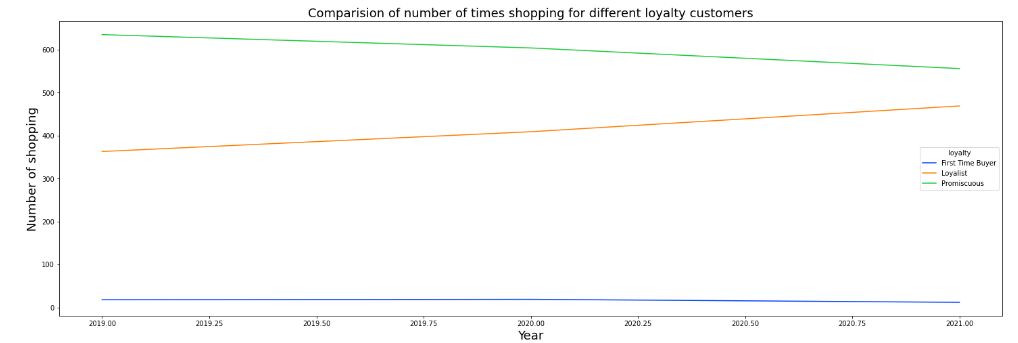 Comparision of number of times shopping for different loyalty customers
600
500
400
300
200
100
0
Number of shopping
loyalty
First Time Buyer
Loyalist
Promiscuous
2019.00 2019.25 2019.50 2019.75 2020.00 2020.25 2020.50 2020.75 2021.00
Year